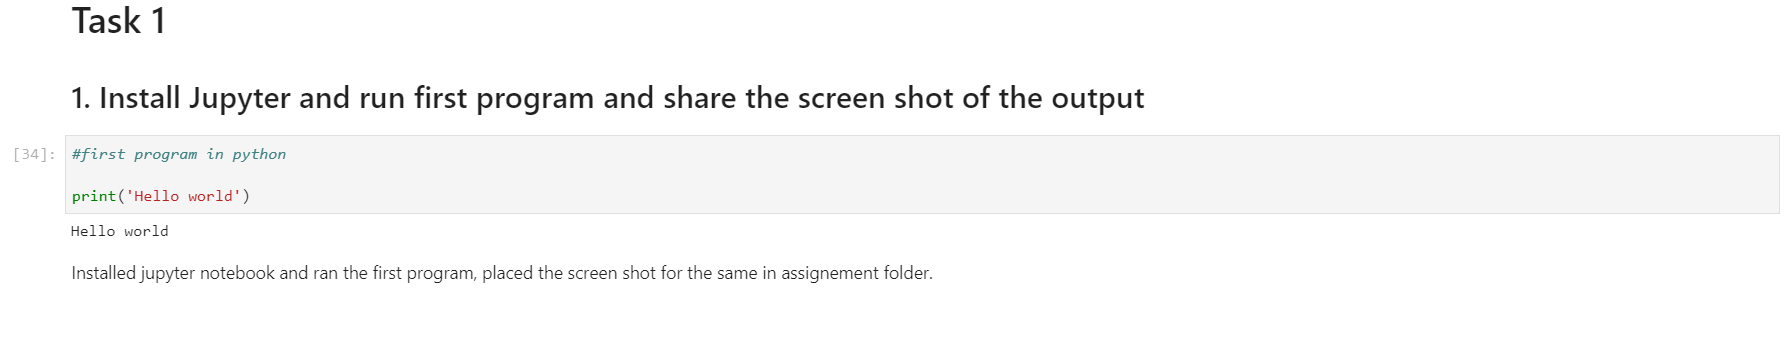 Task 1
1. Install Jupyter and run first program and share the screen shot of the output
[34]: #first program in python
print('Hello world')
Hello world
Installed jupyter notebook and ran the first program, placed the screen shot for the same in assignement folder.